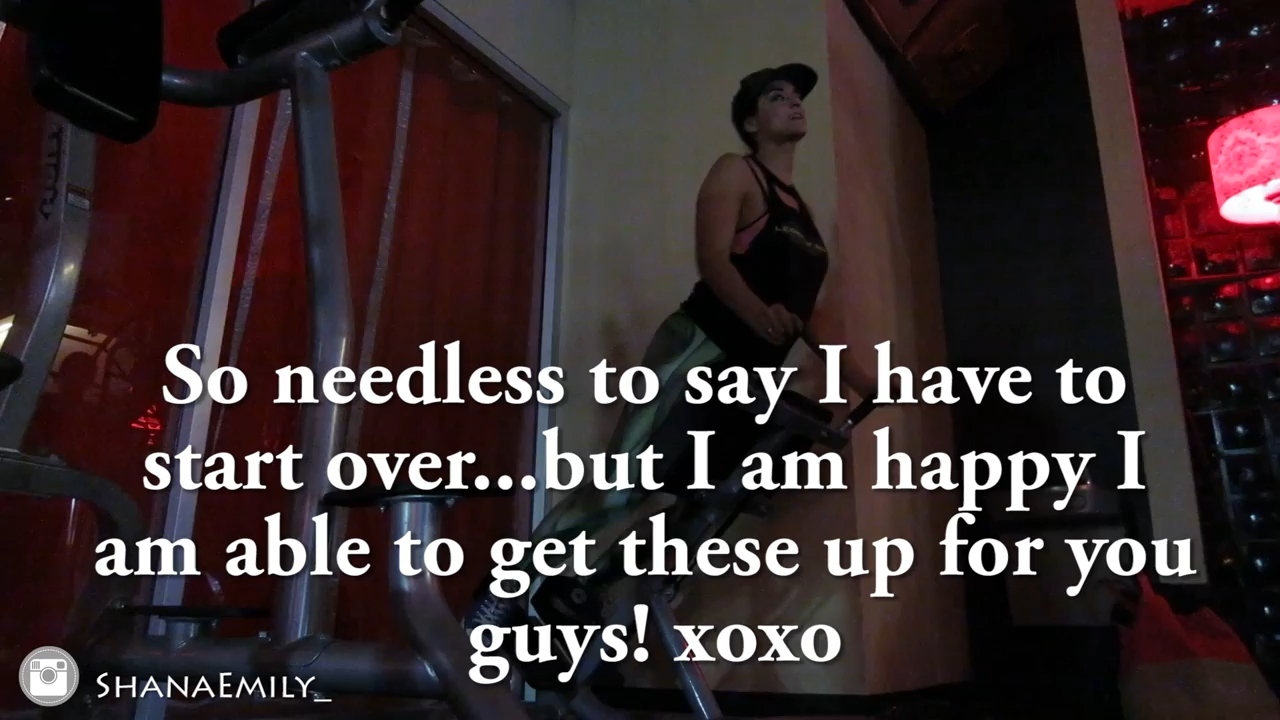 So needless to say I have to
start over...but I am happy I
am able to get these up for you
guys! xoxo
ShanaEmily_